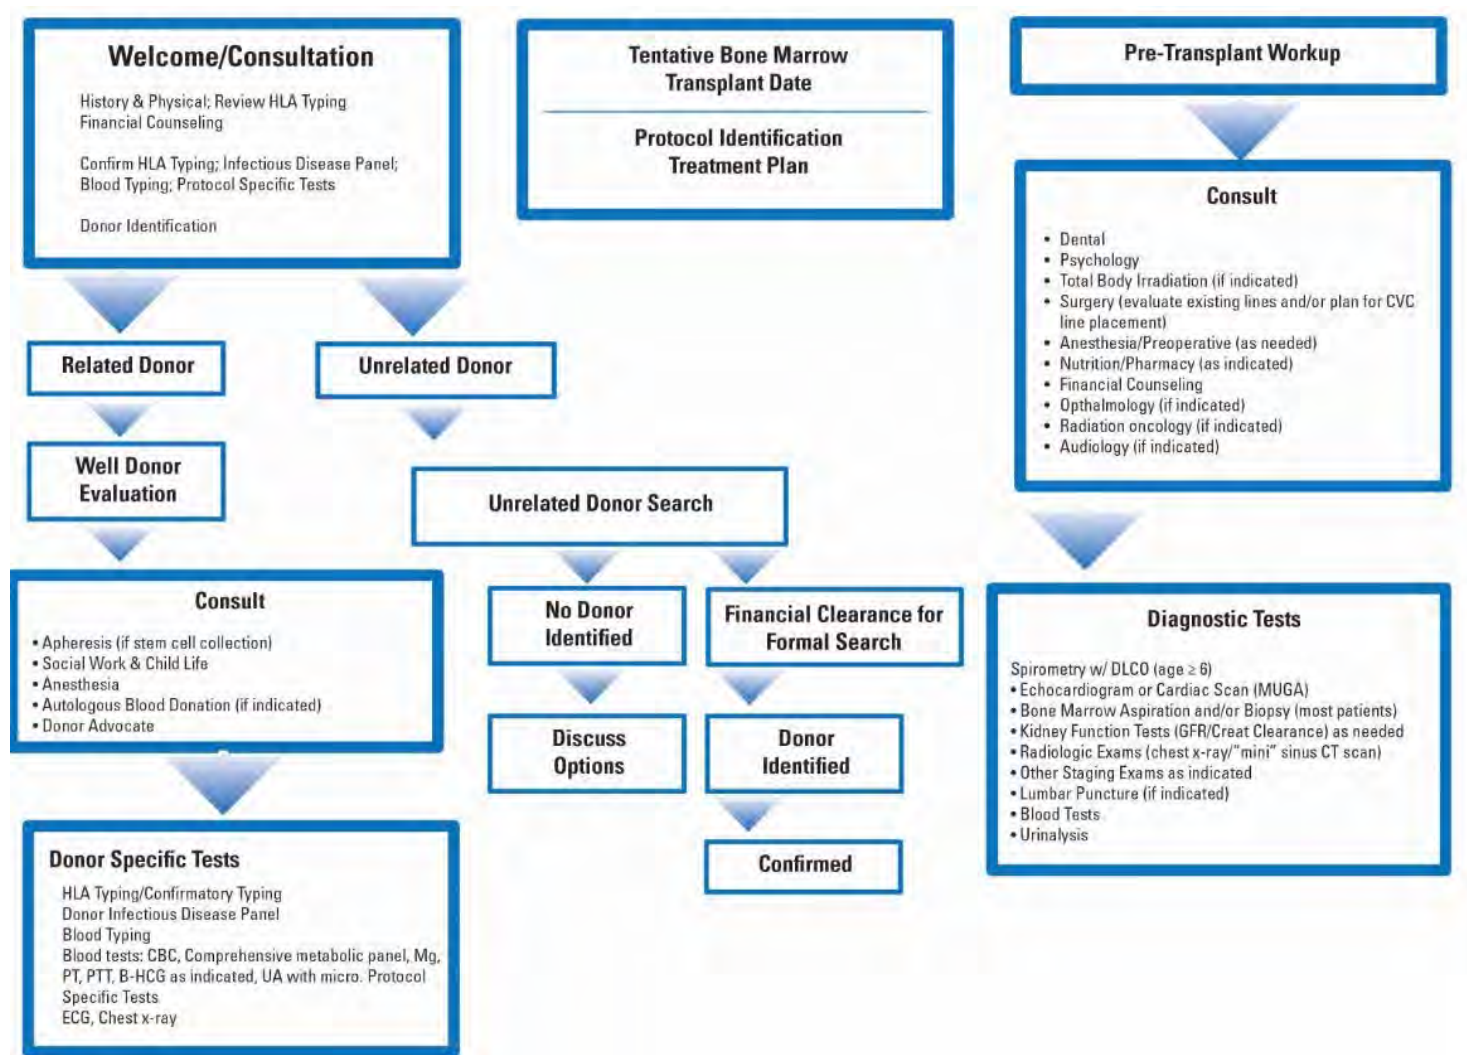 Welcome/Consultation
History & Physical; Review HLA Typing
Financial Counseling
Confirm HLA Typing; Infectious Disease Panel;
Blood Typing; Protocol Specific Tests
Donor Identification
Related Donor
Well Donor
Evaluation
Consult
• Apheresis (if stem cell collection)
• Social Work & Child Life
• Anesthesia
• Autologous Blood Donation (if indicated)
• Donor Advocate
Donor Specific Tests
HLA Typing/Confirmatory Typing
Donor Infectious Disease Panel
Blood Typing
Blood tests: CBC, Comprehensive metabolic panel, Mg,
PT, PTT, B-HCG as indicated, UA with micro. Protocol
Specific Tests
ECG, Chest x-ray
Unrelated Donor
Unrelated Donor Search
No Donor
Identified
Discuss
Options
Financial Clearance for
Formal Search
Donor
Identified
Confirmed
Tentative Bone Marrow
Transplant Date
Protocol Identification
Treatment Plan
Pre-Transplant Workup
Consult
• Dental
• Psychology
• Total Body Irradiation (if indicated)
• Surgery (evaluate existing lines and/or plan for CVC
line placement)
• Anesthesia/Preoperative (as needed)
• Nutrition/Pharmacy (as indicated)
• Financial Counseling
• Opthalmology (if indicated)
• Radiation oncology (if indicated)
• Audiology (if indicated)
Diagnostic Tests
Spirometry w/ DLCO (age ≥ 6)
• Echocardiogram or Cardiac Scan (MUGA)
• Bone Marrow Aspiration and/or Biopsy (most patients)
• Kidney Function Tests (GFR/Creat Clearance) as needed
• Radiologic Exams (chest x-ray/"mini" sinus CT scan)
• Other Staging Exams as indicated
• Lumbar Puncture (if indicated)
• Blood Tests
• Urinalysis